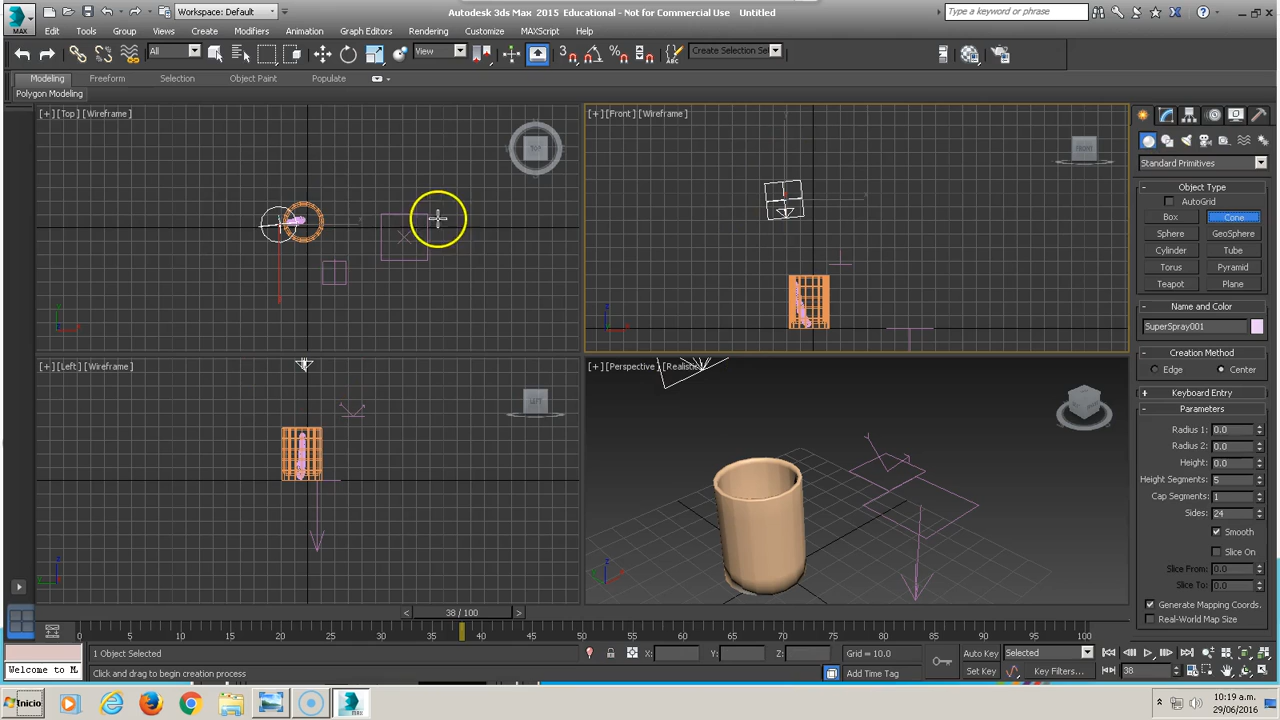 Workspace: Default
Autodesk 3ds Max 2015 Educational - Not for Commercial Use Untitled
Type a keyword or phrase
MAX
Edit Tools Group Views Create Modifiers Animation Graph Editors Rendering Customize MAXScript Help
All
View
Create Selection Se
Modeling Freeform Selection Object Paint Populate
Polygon Modeling
[+] [Top] [Wireframe]
TOP
[+] [Front] [Wireframe]
FRONT
[+] [Left] [Wireframe]
LEFT
[+] [Perspective] [Realistic]
Standard Primitives
Object Type
AutoGrid
Box Cone
Sphere GeoSphere
Cylinder Tube
Torus Pyramid
Teapot Plane
Name and Color
SuperSpray001
Creation Method
Edge Center
Keyboard Entry
Parameters
Radius 1: 0.0
Radius 2: 0.0
Height: 0.0
Height Segments: 5
Cap Segments: 1
Sides: 24
Smooth
Slice On
Slice From: 0.0
Slice To: 0.0
Generate Mapping Coords.
Real-World Map Size
< 38 / 100 >
0 5 10 15 20 25 30 35 40 45 50 55 60 65 70 75 80 85 90 95 100
1 Object Selected
X: Y: Z: Grid = 10.0
Auto Key Selected
Welcome to M.
Click and drag to begin creation process
Add Time Tag
Set Key Key Filters... 38
Inicio
10:19 a.m.
29/06/2016